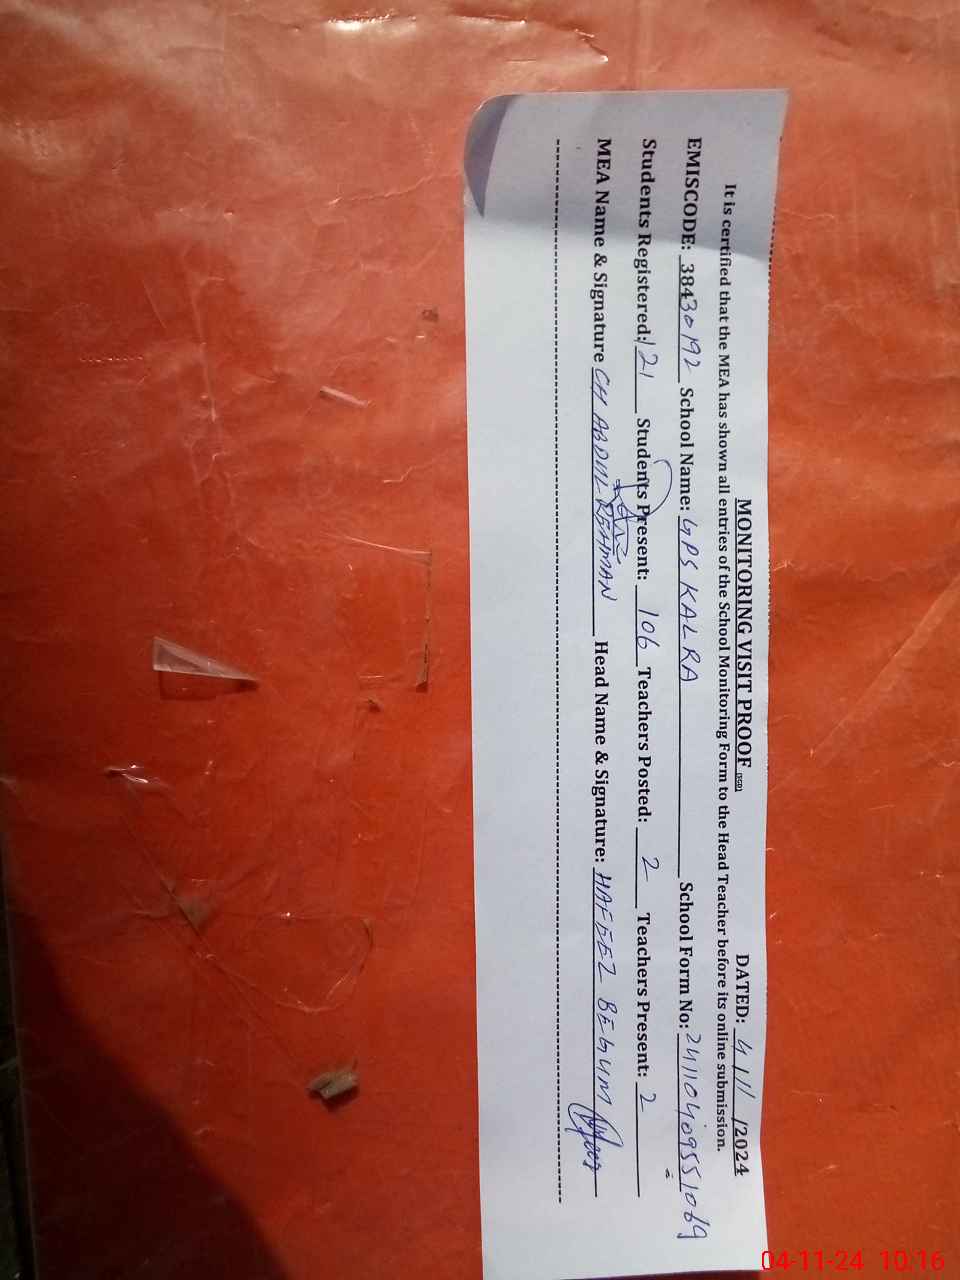 MONITORING VISIT PROOF (SED) DATED: 4/11/2024
It is certified that the MEA has shown all entries of the School Monitoring Form to the Head Teacher before its online submission.
EMISCODE: 38430192 School Name: GPS KALRA School Form No: 241104095551069
Students Registered: 121 Students Present: 106 Teachers Posted: 2 Teachers Present: 2
MEA Name & Signature CH ABDUL REHMAN Head Name & Signature: HAFEEZ BEGUM
04-11-24 10:16